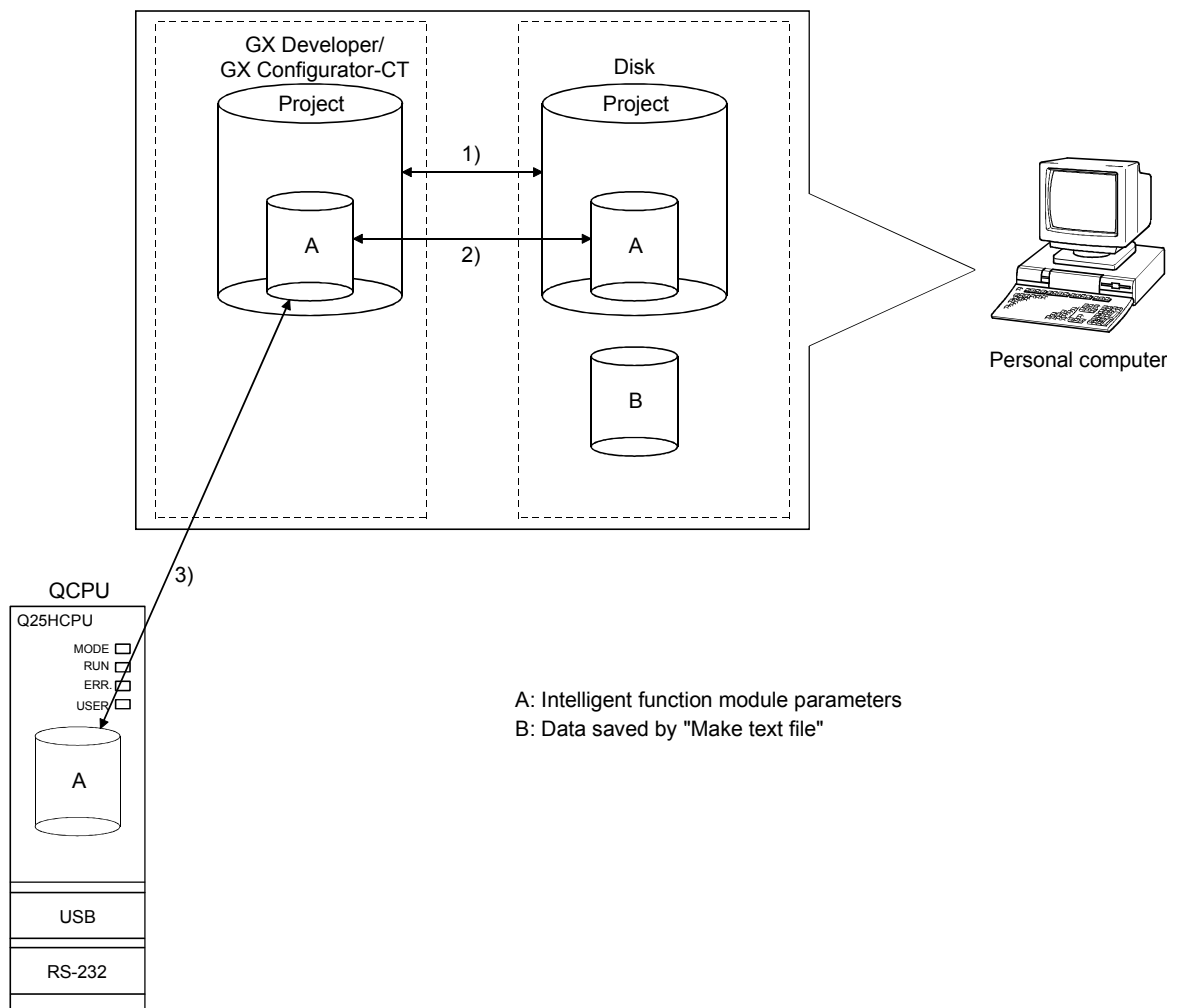 GX Developer/
GX Configurator-CT
Project
Disk
Project
1)
A
2)
A
B
Personal computer
3)
QCPU
Q25HCPU
MODE
RUN
ERR.
USER
A
USB
RS-232
A: Intelligent function module parameters
B: Data saved by "Make text file"